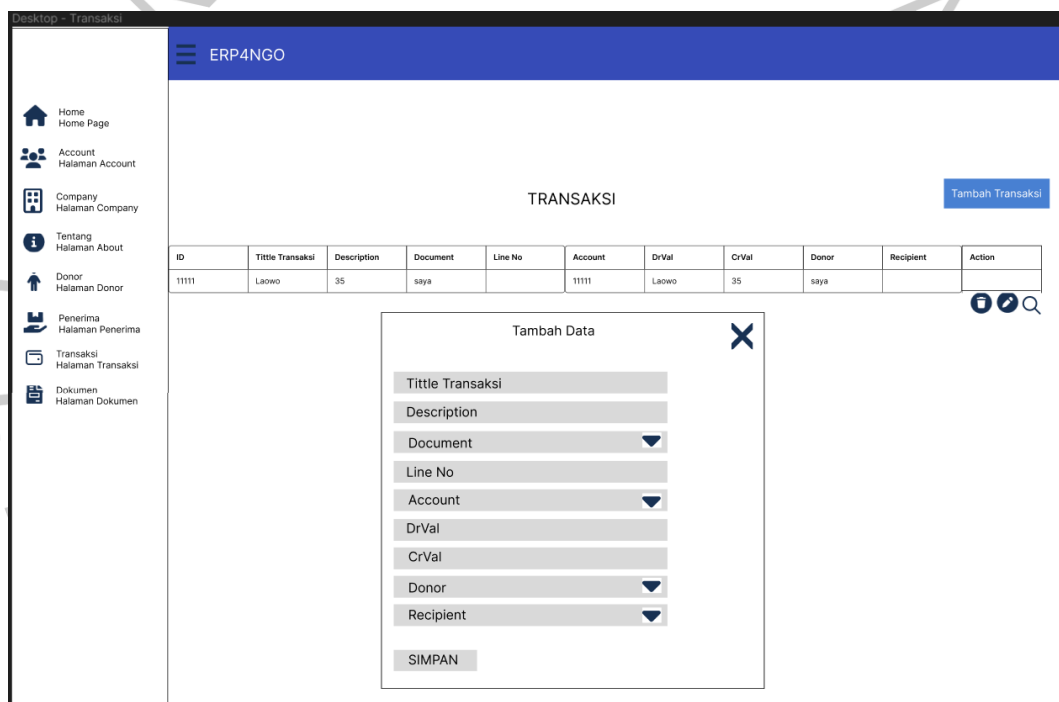 Desktop - Transaksi
ERP4NGO
Home
Home Page
Account
Halaman Account
Company
Halaman Company
Tentang
Halaman About
Donor
Halaman Donor
Penerima
Halaman Penerima
Transaksi
Halaman Transaksi
Dokumen
Halaman Dokumen
TRANSAKSI
Tambah Transaksi
ID Tittle Transaksi Description Document Line No Account DrVal CrVal Donor Recipient Action
11111 Laowo 35 saya 11111 Laowo 35 saya
Tambah Data
Tittle Transaksi
Description
Document
Line No
Account
DrVal
CrVal
Donor
Recipient
SIMPAN